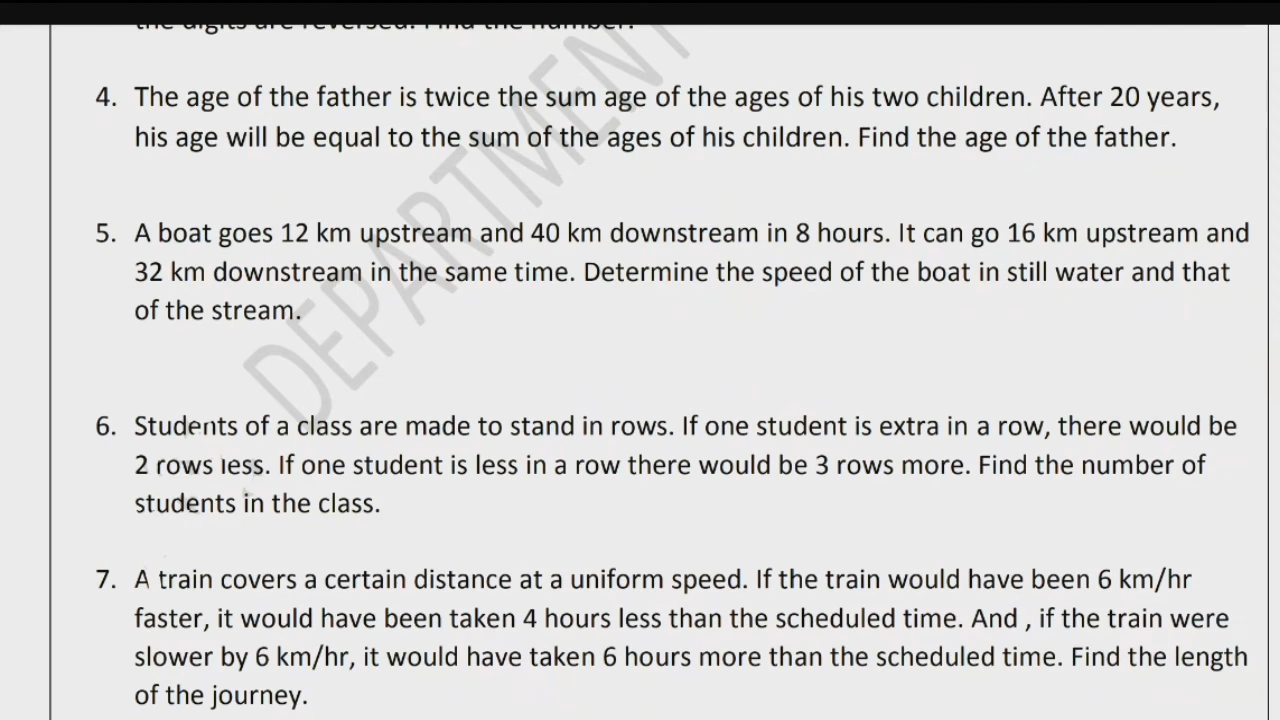 the digits are reversed. Find the number.
4. The age of the father is twice the sum age of the ages of his two children. After 20 years,
his age will be equal to the sum of the ages of his children. Find the age of the father.
5. A boat goes 12 km upstream and 40 km downstream in 8 hours. It can go 16 km upstream and
32 km downstream in the same time. Determine the speed of the boat in still water and that
of the stream.
6. Students of a class are made to stand in rows. If one student is extra in a row, there would be
2 rows less. If one student is less in a row there would be 3 rows more. Find the number of
students in the class.
7. A train covers a certain distance at a uniform speed. If the train would have been 6 km/hr
faster, it would have been taken 4 hours less than the scheduled time. And , if the train were
slower by 6 km/hr, it would have taken 6 hours more than the scheduled time. Find the length
of the journey.
DEPARTMENT